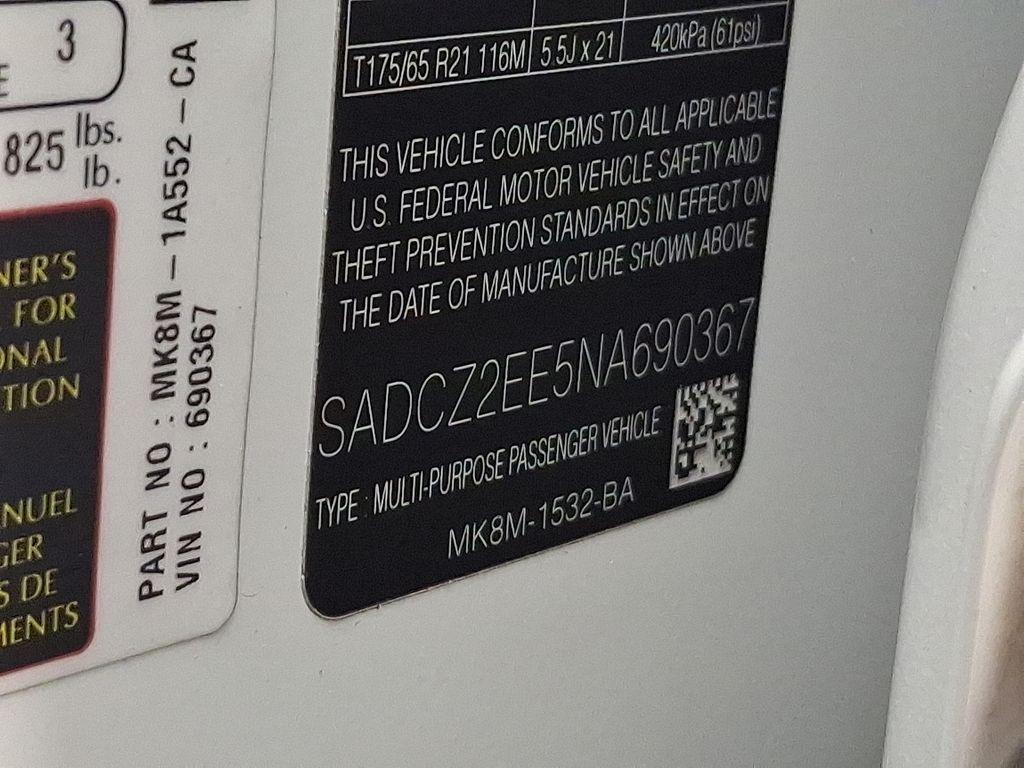 3
E
825 lbs.
lb.
NER'S
FOR
ONAL
TION
NUEL
GER
S DE
MENTS
PART NO : MK8M – 1A552 – CA
VIN NO : 690367
T175/65 R21 116M 5.5J x 21 420kPa (61psi)
THIS VEHICLE CONFORMS TO ALL APPLICABLE
U.S. FEDERAL MOTOR VEHICLE SAFETY AND
THEFT PREVENTION STANDARDS IN EFFECT ON
THE DATE OF MANUFACTURE SHOWN ABOVE
SADCZ2EE5NA690367
TYPE : MULTI-PURPOSE PASSENGER VEHICLE
MK8M-1532-BA